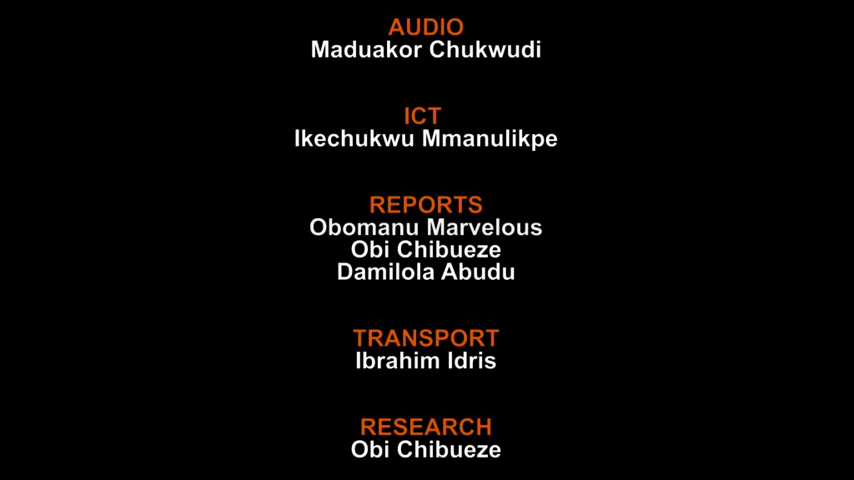 AUDIO
Maduakor Chukwudi
ICT
Ikechukwu Mmanulikpe
REPORTS
Obomanu Marvelous
Obi Chibueze
Damilola Abudu
TRANSPORT
Ibrahim Idris
RESEARCH
Obi Chibueze